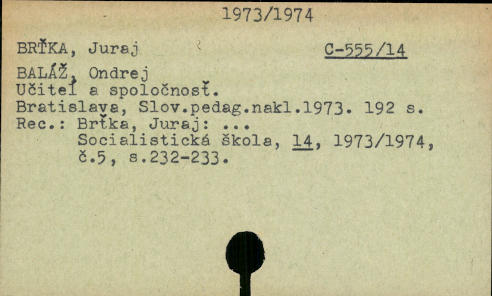 1973/1974
BRŤKA, Juraj C-555/14
BALÁŽ, Ondrej
Učiteľ a spoločnosť.
Bratislava, Slov.pedag.nakl.1973. 192 s.
Rec.: Brťka, Juraj: ...
Socialistická škola, 14, 1973/1974,
č.5, s.232-233.